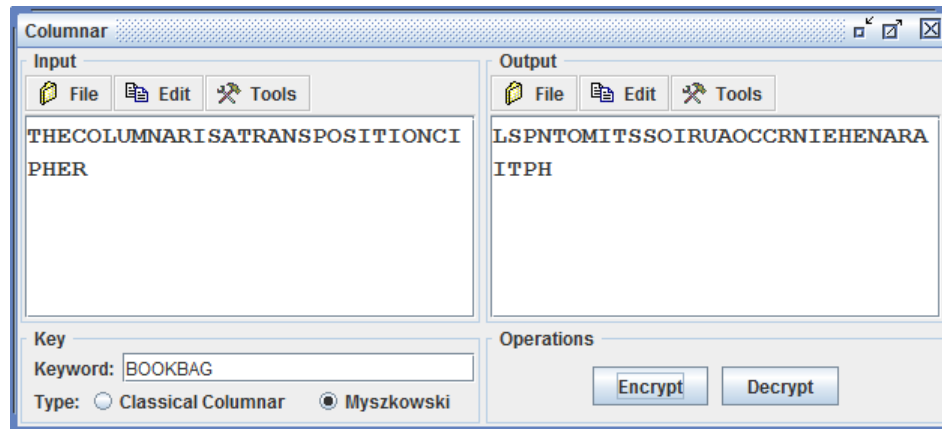 Columnar
Input
File Edit Tools
THECOLUMNARISATRANSPOSITIONCI
PHER
Output
File Edit Tools
LSPNTOMITSSOIRUAOCCRNIEHENARA
ITPH
Key
Keyword: BOOKBAG
Type: Classical Columnar Myszkowski
Operations
Encrypt Decrypt